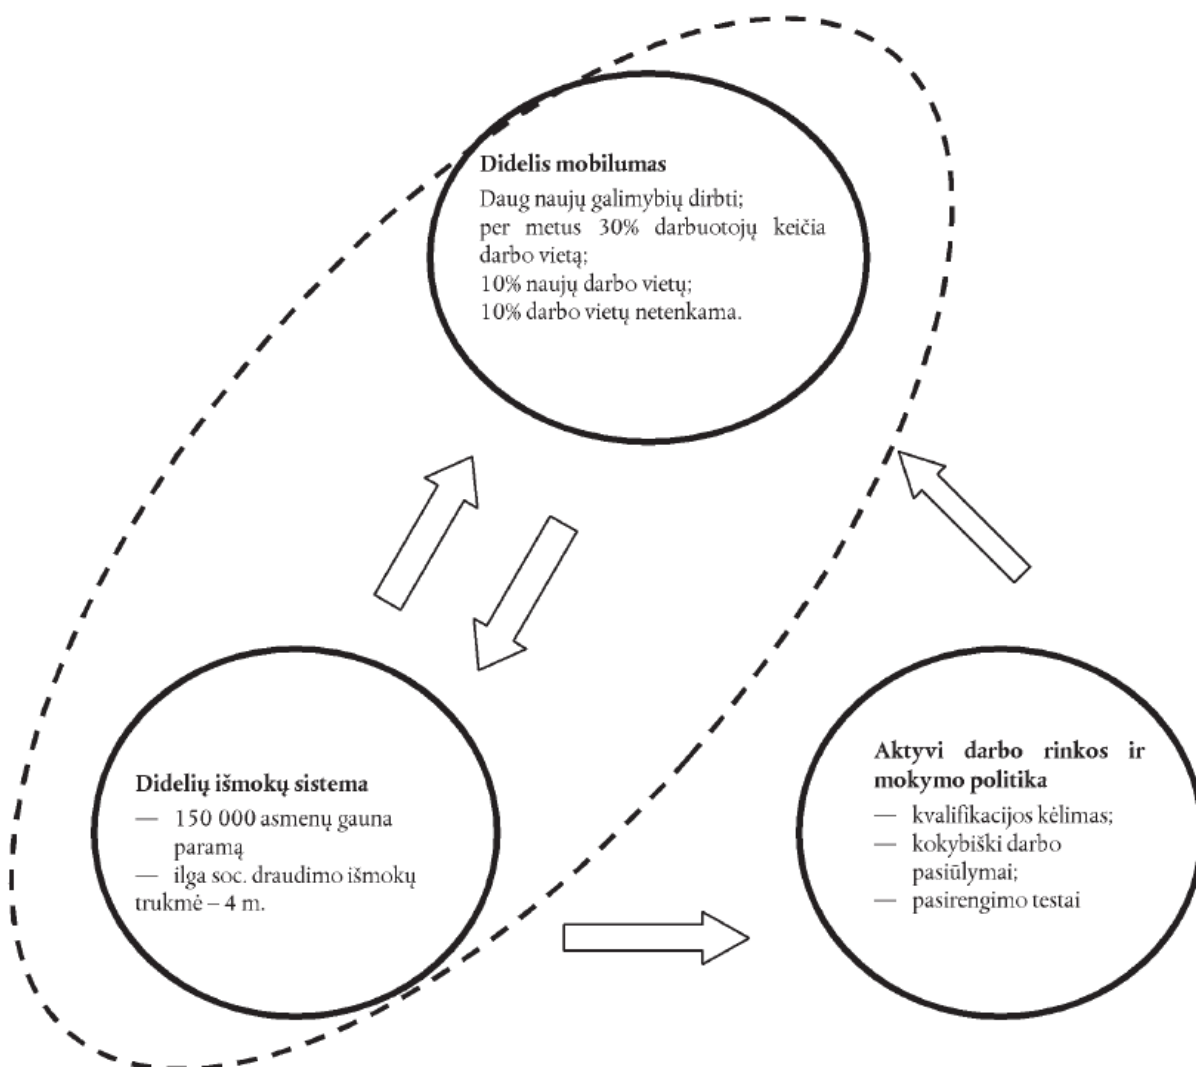 Didelis mobilumas
Daug naujų galimybių dirbti;
per metus 30% darbuotojų keičia
darbo vietą;
10% naujų darbo vietų;
10% darbo vietų netenkama.
Didelių išmokų sistema
— 150 000 asmenų gauna
paramą
— ilga soc. draudimo išmokų
trukmė – 4 m.
Aktyvi darbo rinkos ir
mokymo politika
— kvalifikacijos kėlimas;
— kokybiški darbo
pasiūlymai;
— pasirengimo testai